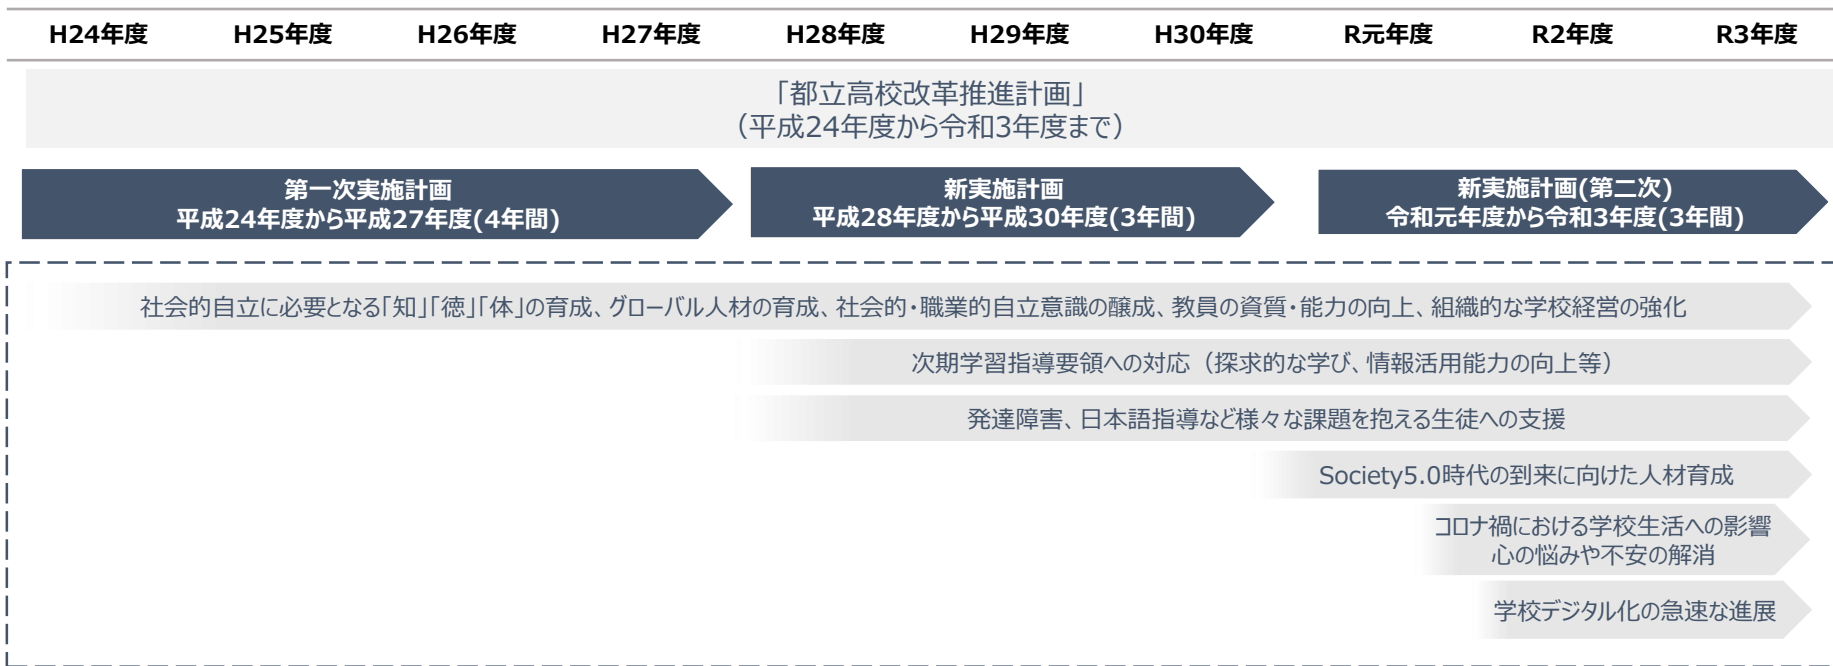 H24年度 H25年度 H26年度 H27年度 H28年度 H29年度 H30年度 R元年度 R2年度 R3年度
「都立高校改革推進計画」
（平成24年度から令和3年度まで）
第一次実施計画
平成24年度から平成27年度(4年間)
新実施計画
平成28年度から平成30年度(3年間)
新実施計画(第二次)
令和元年度から令和3年度(3年間)
社会的自立に必要となる「知」「徳」「体」の育成、グローバル人材の育成、社会的・職業的自立意識の醸成、教員の資質・能力の向上、組織的な学校経営の強化
次期学習指導要領への対応（探求的な学び、情報活用能力の向上等）
発達障害、日本語指導など様々な課題を抱える生徒への支援
Society5.0時代の到来に向けた人材育成
コロナ禍における学校生活への影響
心の悩みや不安の解消
学校デジタル化の急速な進展